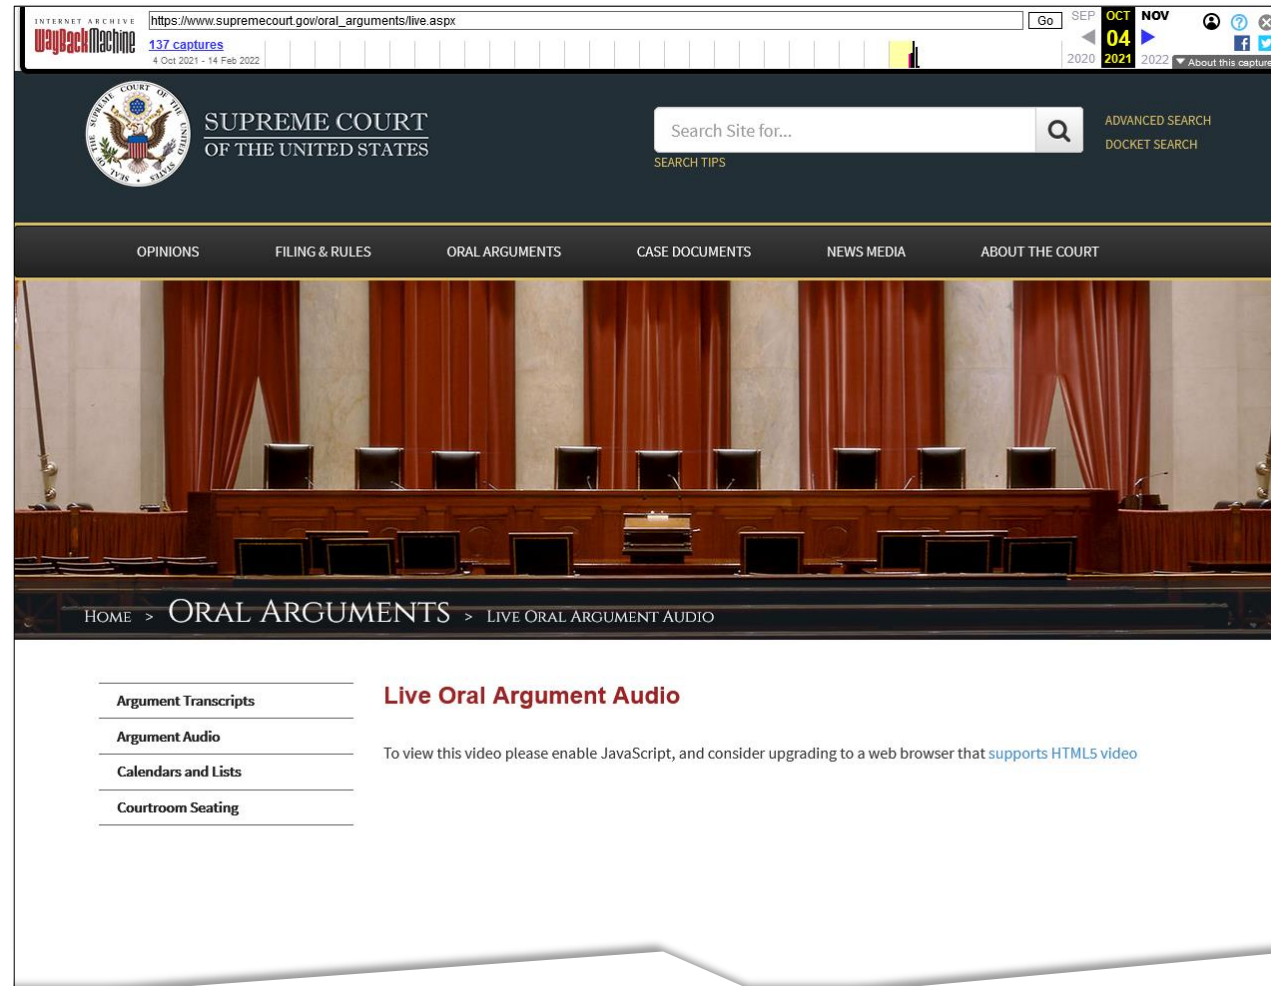 INTERNET ARCHIVE
WayBackMachine
https://www.supremecourt.gov/oral_arguments/live.aspx
Go
137 captures
4 Oct 2021 - 14 Feb 2022
SEP OCT NOV
04
2020 2021 2022
About this capture
SUPREME COURT
OF THE UNITED STATES
Search Site for...
SEARCH TIPS
ADVANCED SEARCH
DOCKET SEARCH
OPINIONS FILING & RULES ORAL ARGUMENTS CASE DOCUMENTS NEWS MEDIA ABOUT THE COURT
HOME > ORAL ARGUMENTS > LIVE ORAL ARGUMENT AUDIO
Argument Transcripts
Argument Audio
Calendars and Lists
Courtroom Seating
Live Oral Argument Audio
To view this video please enable JavaScript, and consider upgrading to a web browser that supports HTML5 video